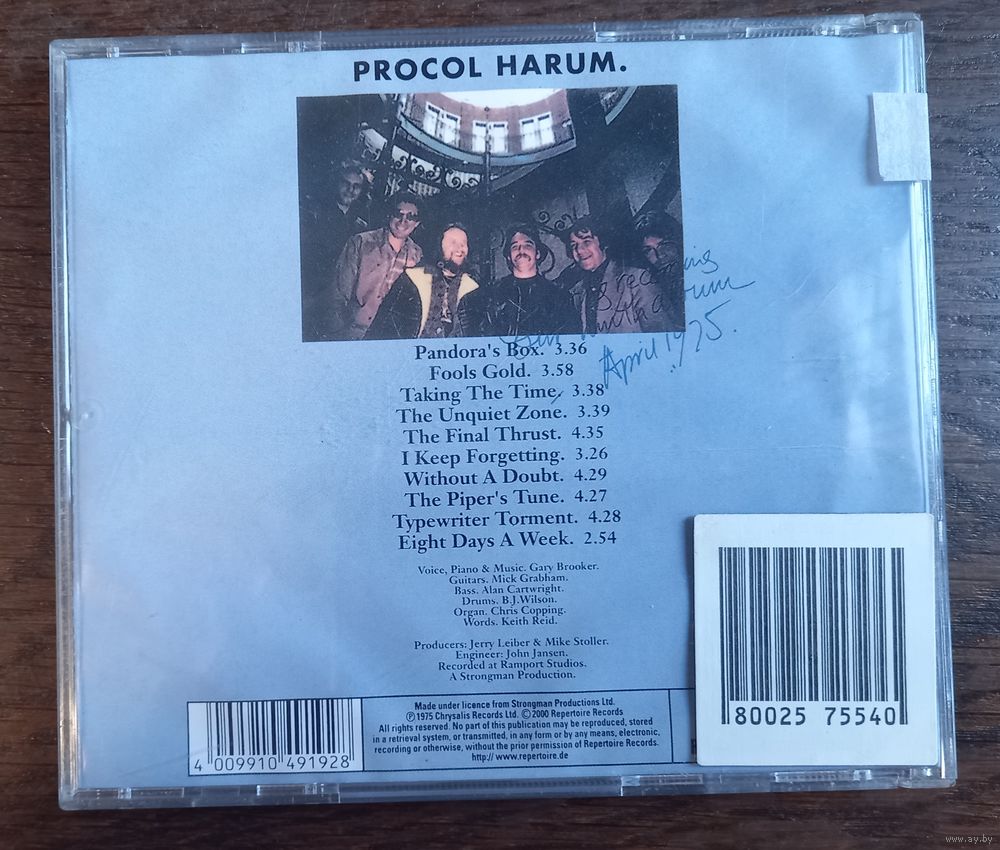 PROCOL HARUM.
April 1975.
Pandora's Box. 3.36
Fools Gold. 3.58
Taking The Time. 3.38
The Unquiet Zone. 3.39
The Final Thrust. 4.35
I Keep Forgetting. 3.26
Without A Doubt. 4.29
The Piper's Tune. 4.27
Typewriter Torment. 4.28
Eight Days A Week. 2.54
Voice, Piano & Music. Gary Brooker.
Guitars. Mick Grabham.
Bass. Alan Cartwright.
Drums. B.J.Wilson.
Organ. Chris Copping.
Words. Keith Reid.
Producers: Jerry Leiber & Mike Stoller.
Engineer: John Jansen.
Recorded at Ramport Studios.
A Strongman Production.
Made under licence from Strongman Productions Ltd.
℗1975 Chrysalis Records Ltd. ©2000 Repertoire Records
All rights reserved. No part of this publication may be reproduced, stored
in a retrieval system, or transmitted, in any form or by any means, electronic,
recording or otherwise, without the prior permission of Repertoire Records.
http:// www.repertoire.de
4 009910 491928
80025 75540
www.ay.by